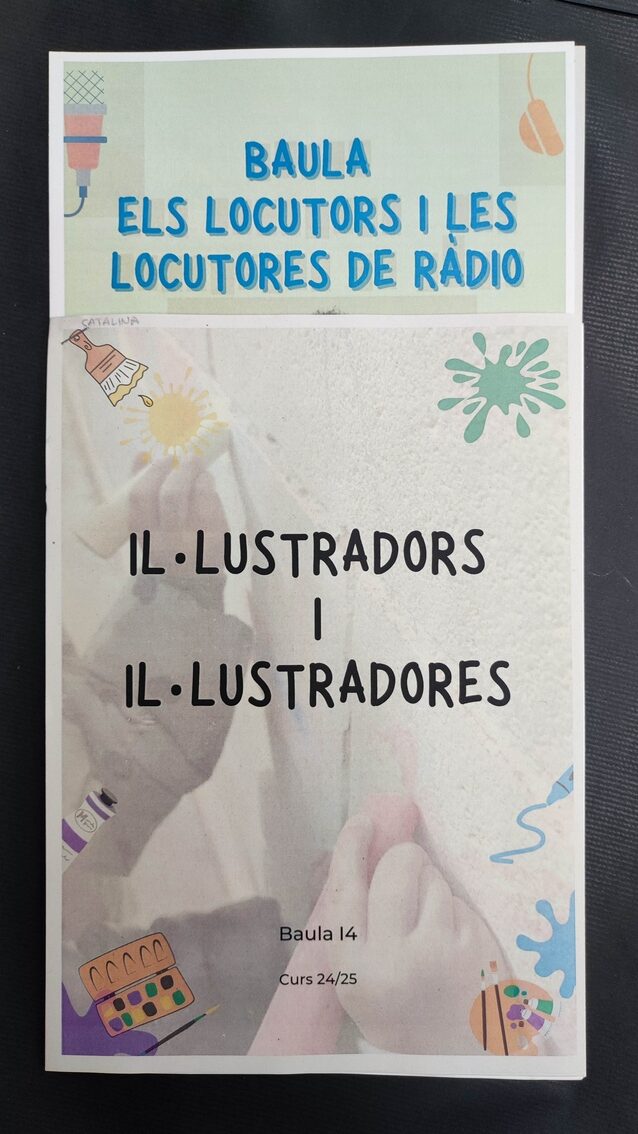 BAULA
ELS LOCUTORS I LES
LOCUTORES DE RÀDIO
CATALINA
IL·LUSTRADORS
I
IL·LUSTRADORES
Baula I4
Curs 24/25